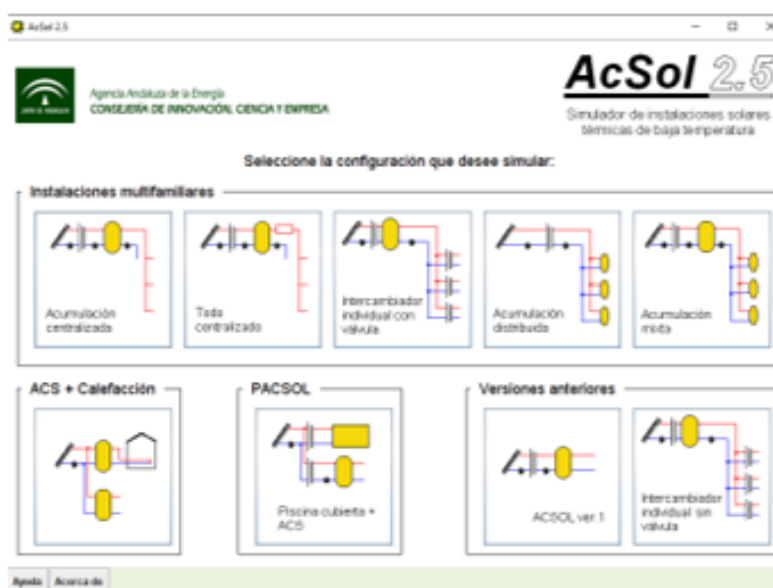 AcSol 2.5
Agencia Andaluza de la Energía
CONSEJERÍA DE INNOVACIÓN, CIENCIA Y EMPRESA
AcSol 2.5
Simulador de instalaciones solares
térmicas de baja temperatura
Seleccione la configuración que desee simular:
Instalaciones multifamiliares
Acumulación
centralizada
Todo
centralizado
Intercambiador
individual con
válvula
Acumulación
distribuida
Acumulación
mixta
ACS + Calefacción
PACSOL
Piscina cubierta +
ACS
Versiones anteriores
ACSOL ver.1
Intercambiador
individual sin
válvula
Ayuda
Acerca de